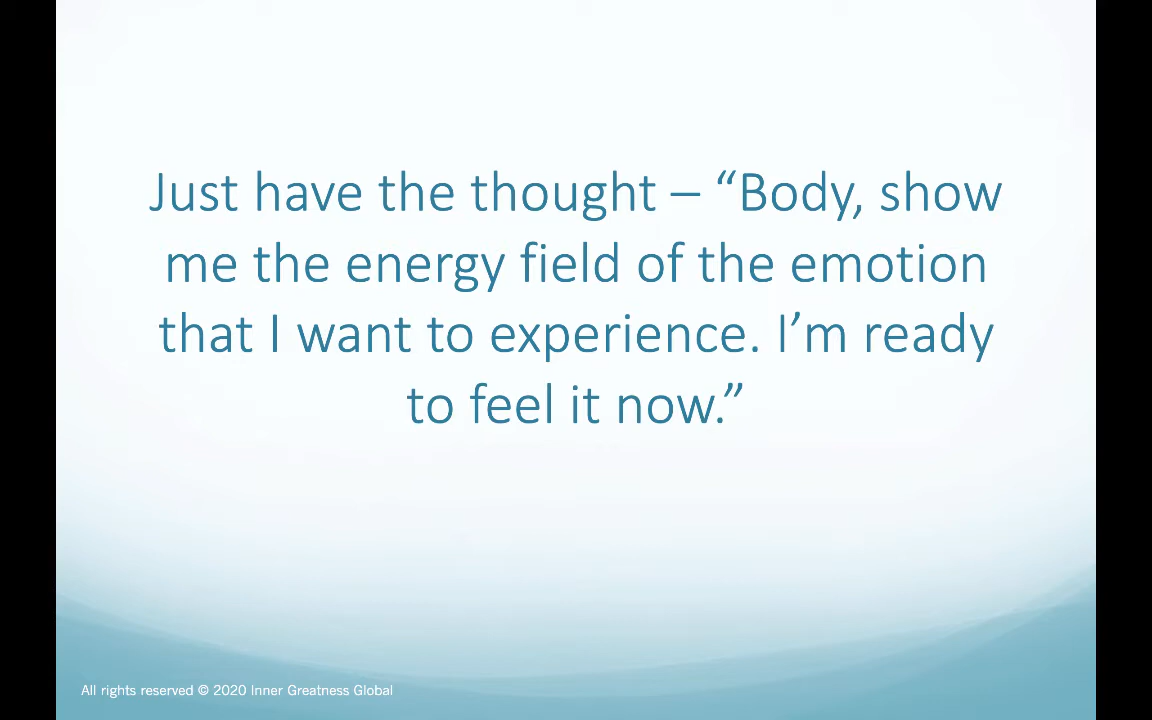 Just have the thought – “Body, show
me the energy field of the emotion
that I want to experience. I’m ready
to feel it now.”
All rights reserved © 2020 Inner Greatness Global